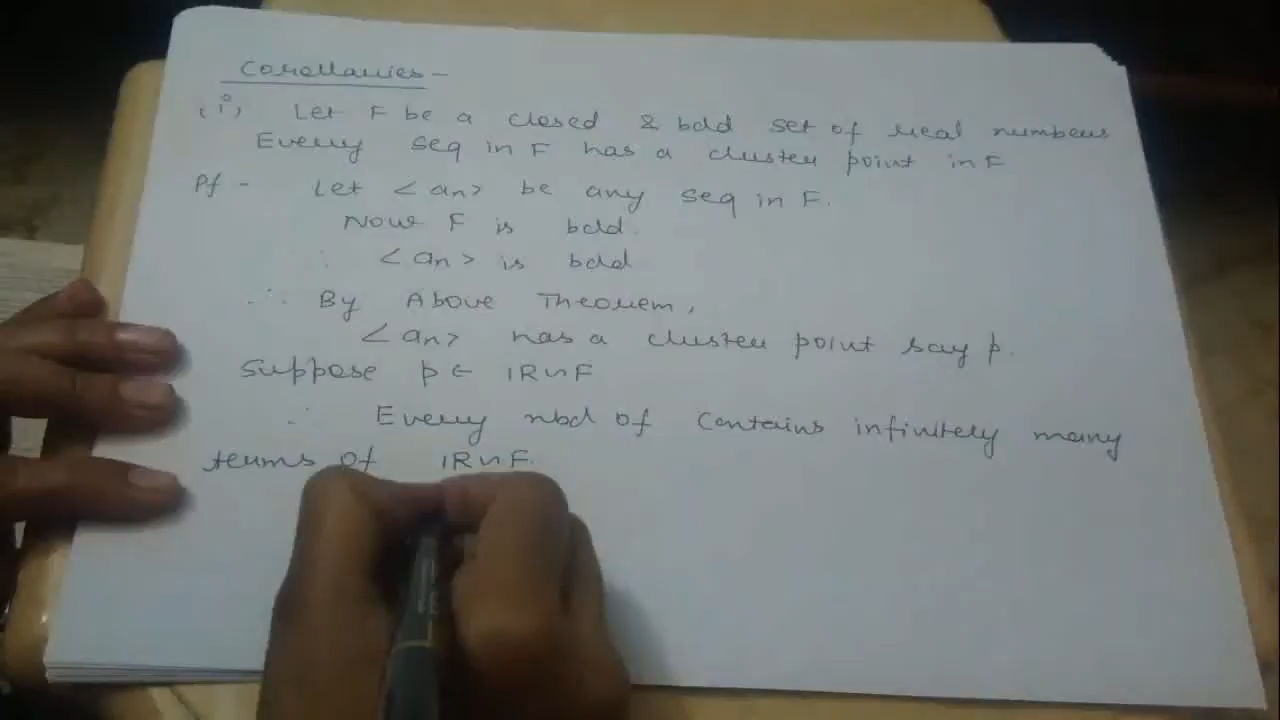 Corollaries -
(i) Let F be a closed & bdd set of real numbers
Every seq in F has a cluster point in F
Pf - Let <an> be any seq in F.
Now F is bdd.
∴ <an> is bdd
∴ By Above Theorem,
<an> has a cluster point say p.
Suppose p ∈ IR∼F
∴ Every nbd of contains infinitely many
terms of IR∼F.